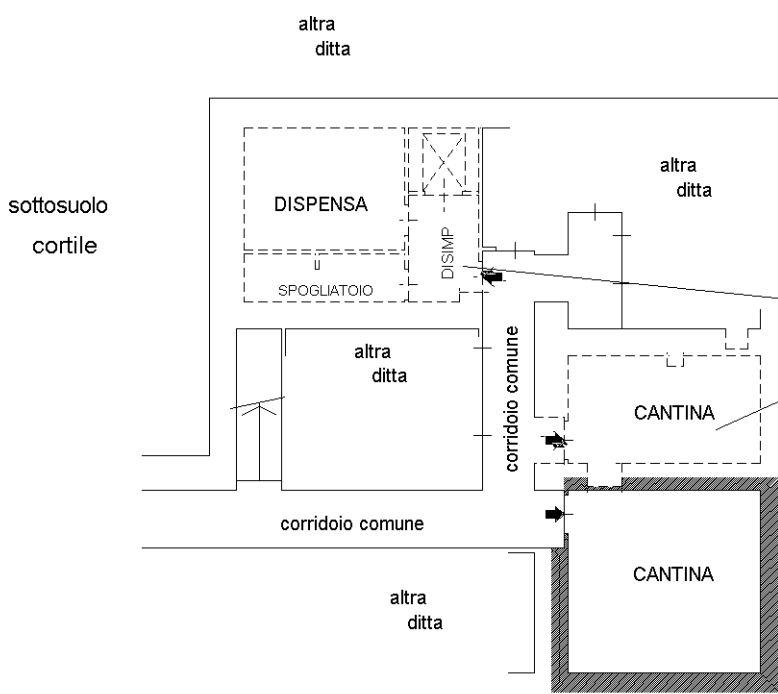 altra
ditta
altra
ditta
sottosuolo
cortile
DISPENSA
DISIMP
SPOGLIATOIO
altra
ditta
corridoio comune
CANTINA
corridoio comune
CANTINA
altra
ditta